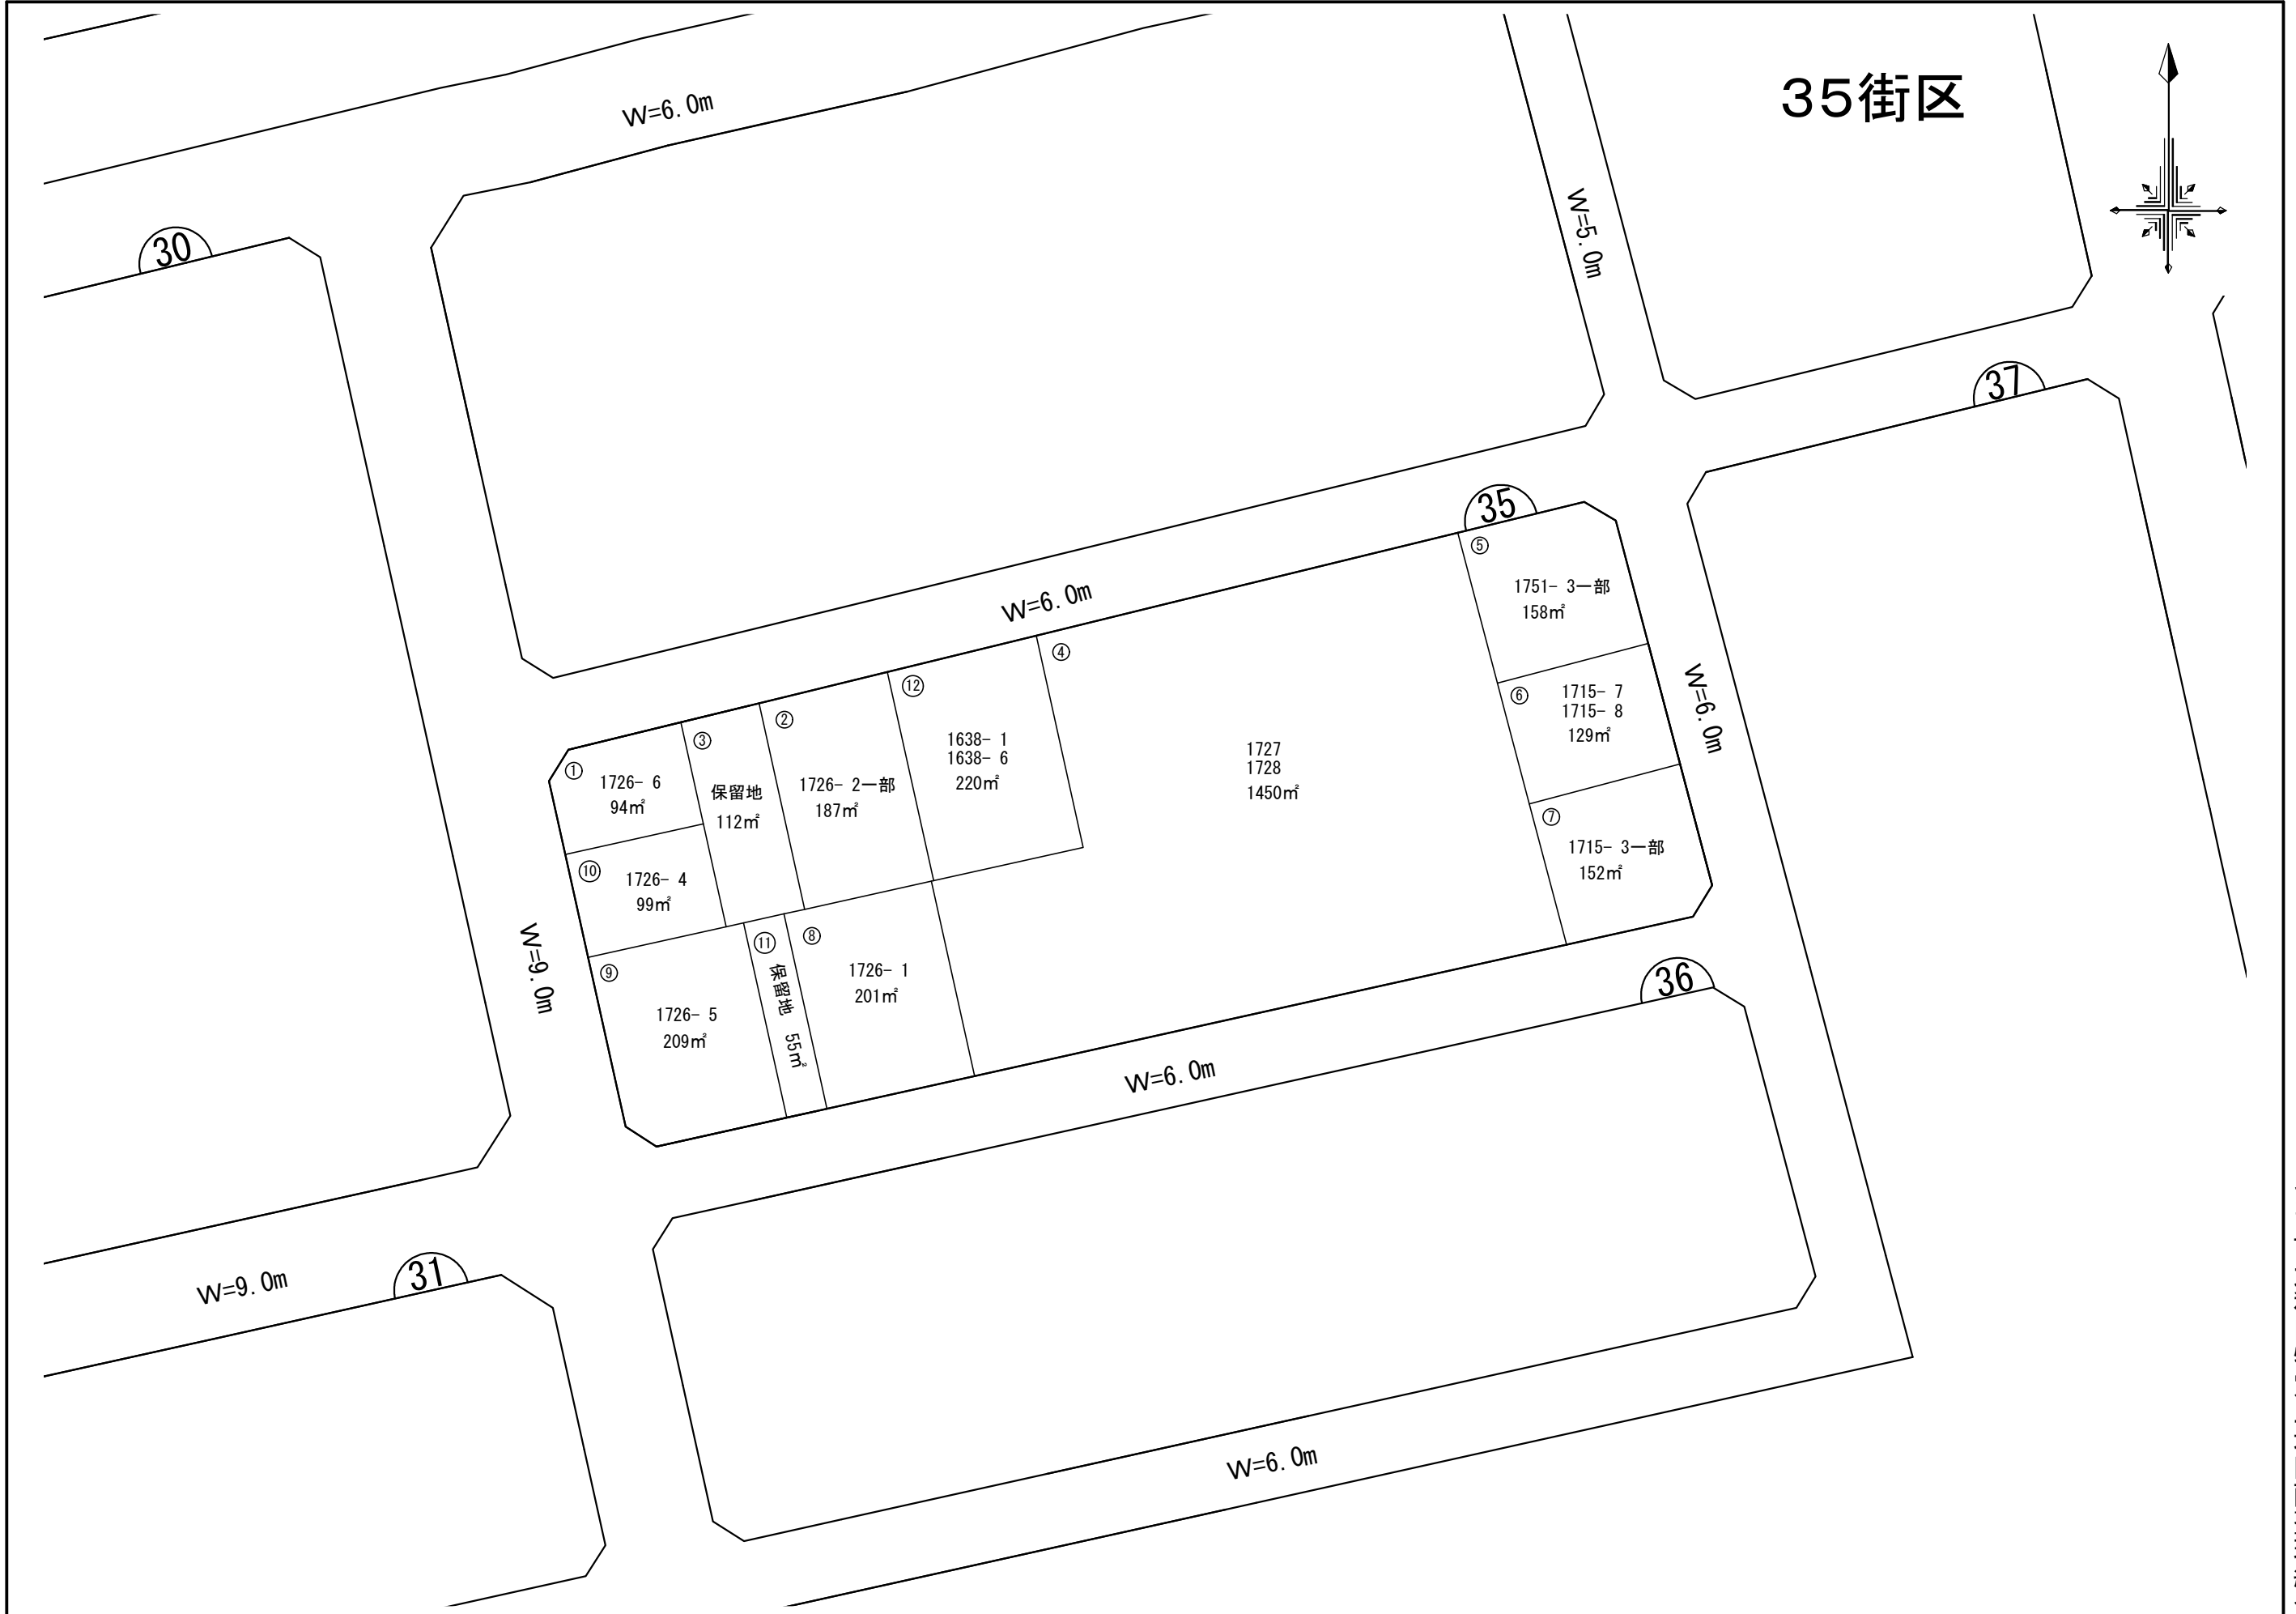 35街区
W=6.0m
W=5.0m
30
37
35
W=6.0m
⑤
1751- 3一部
158㎡
④
⑥
1715- 7
1715- 8
129㎡
W=6.0m
⑫
1638- 1
1638- 6
220㎡
②
1726- 2一部
187㎡
③
保留地
112㎡
①
1726- 6
94㎡
1727
1728
1450㎡
⑦
1715- 3一部
152㎡
⑩
1726- 4
99㎡
W=9.0m
⑨
1726- 5
209㎡
⑪
保留地 55㎡
⑧
1726- 1
201㎡
36
W=6.0m
31
W=9.0m
W=6.0m